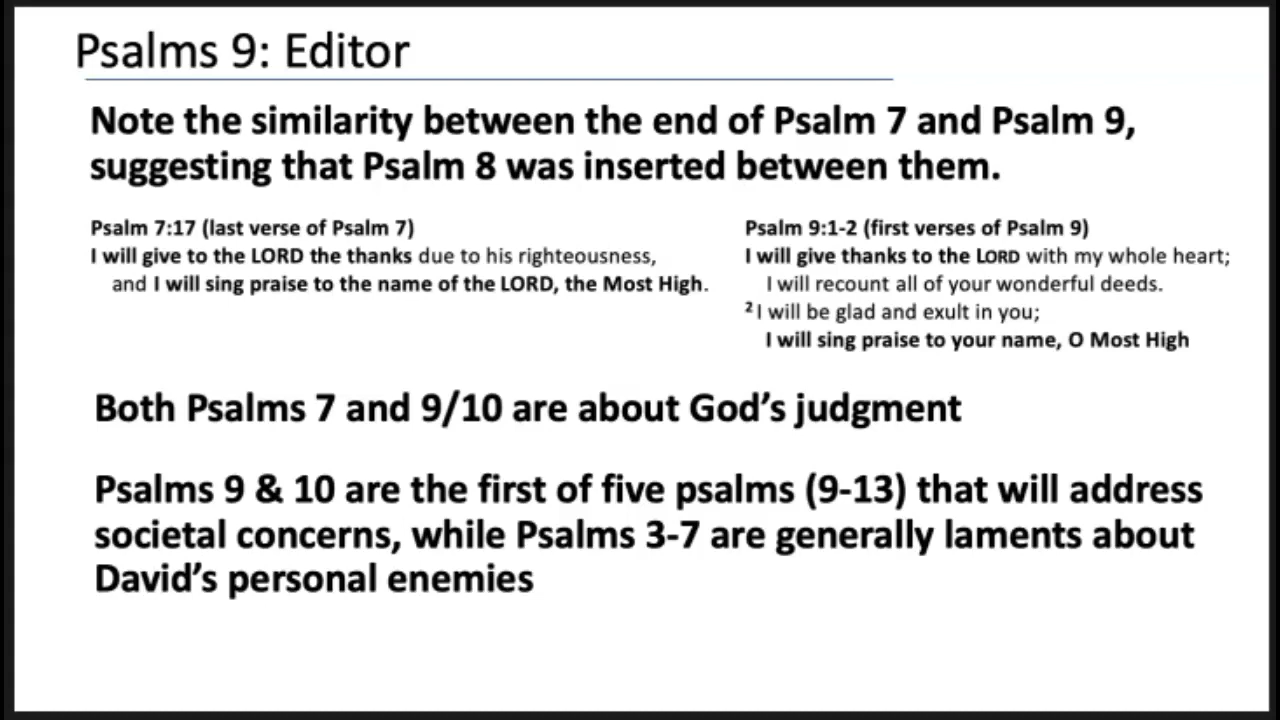 Psalms 9: Editor
Note the similarity between the end of Psalm 7 and Psalm 9,
suggesting that Psalm 8 was inserted between them.
Psalm 7:17 (last verse of Psalm 7)
I will give to the LORD the thanks due to his righteousness,
and I will sing praise to the name of the LORD, the Most High.
Psalm 9:1-2 (first verses of Psalm 9)
I will give thanks to the LORD with my whole heart;
I will recount all of your wonderful deeds.
² I will be glad and exult in you;
I will sing praise to your name, O Most High
Both Psalms 7 and 9/10 are about God’s judgment
Psalms 9 & 10 are the first of five psalms (9-13) that will address
societal concerns, while Psalms 3-7 are generally laments about
David’s personal enemies